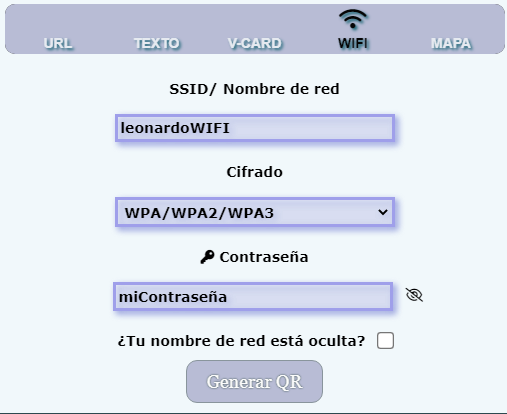 URL TEXTO V-CARD WIFI MAPA
SSID/ Nombre de red
leonardoWIFI
Cifrado
WPA/WPA2/WPA3
Contraseña
miContraseña
¿Tu nombre de red está oculta?
Generar QR